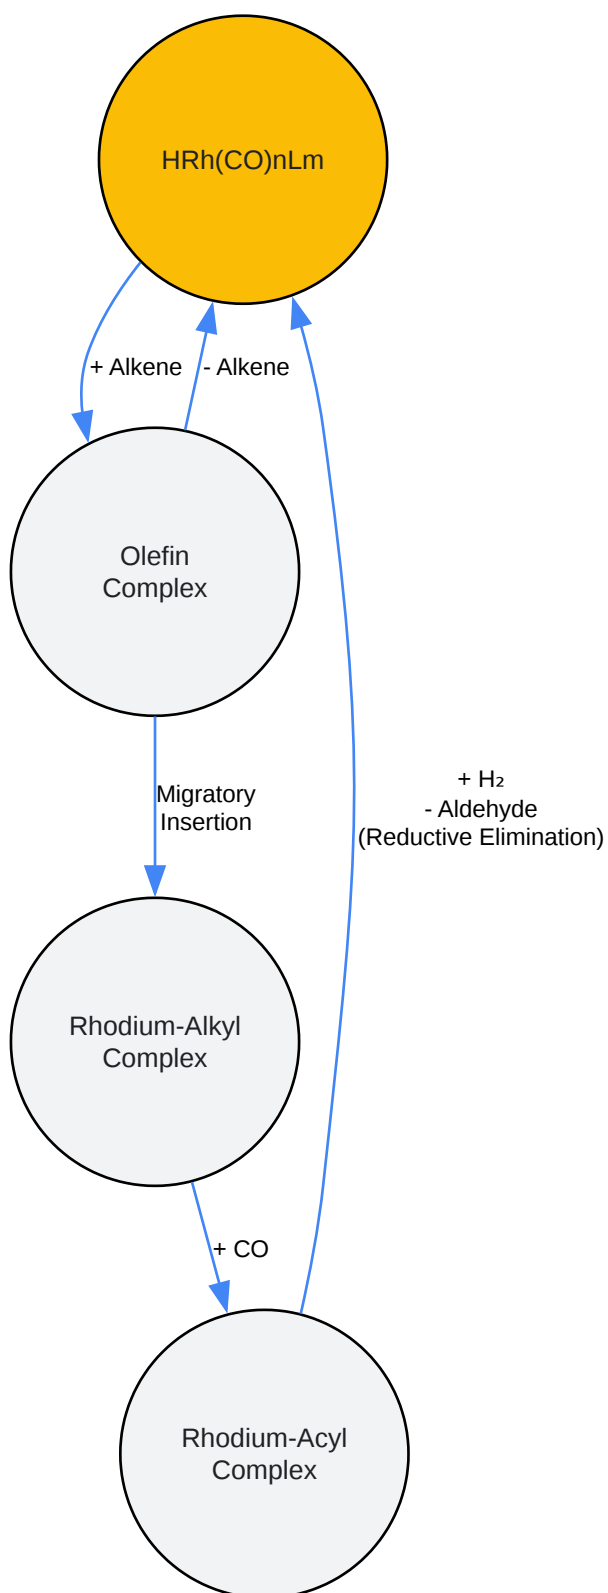 HRh(CO)nLm
+ Alkene
- Alkene
Olefin
Complex
Migratory
Insertion
+ H₂
- Aldehyde
(Reductive Elimination)
Rhodium-Alkyl
Complex
+ CO
Rhodium-Acyl
Complex